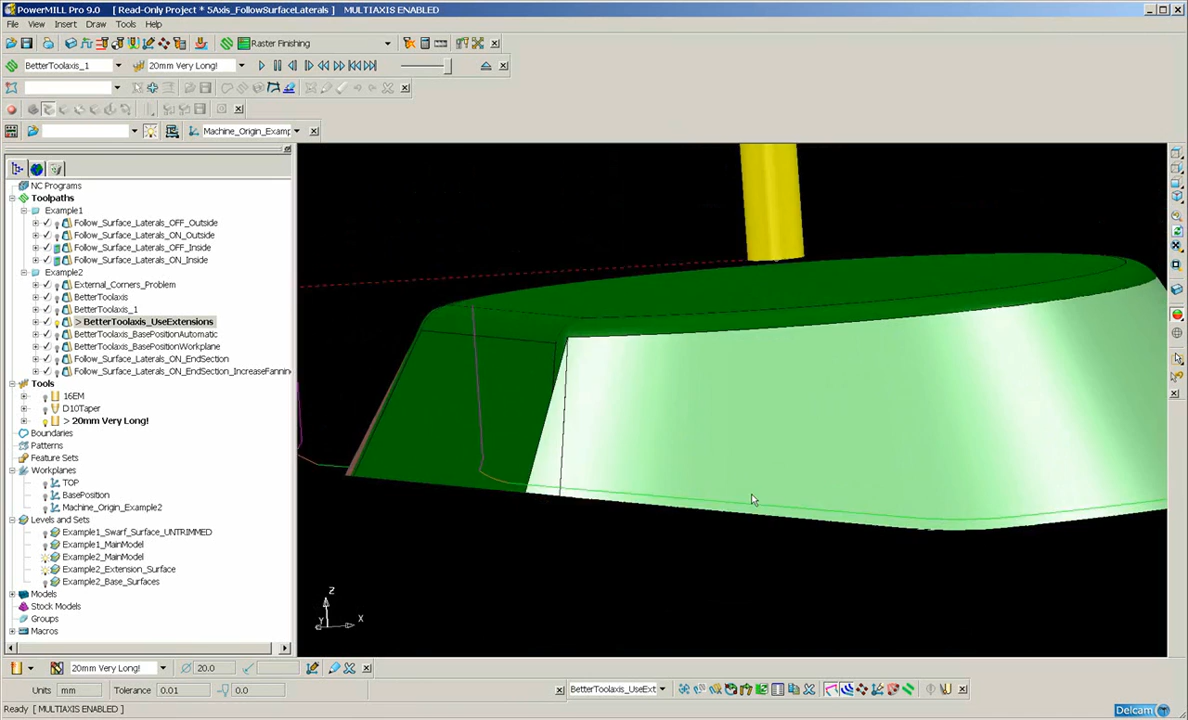 PowerMILL Pro 9.0 [ Read-Only Project * 5Axis_FollowSurfaceLaterals ] MULTIAXIS ENABLED
File View Insert Draw Tools Help
Raster Finishing
BetterToolaxis_1 20mm Very Long!
Machine_Origin_Examp
NC Programs
Toolpaths
Example1
Follow_Surface_Laterals_OFF_Outside
Follow_Surface_Laterals_ON_Outside
Follow_Surface_Laterals_OFF_Inside
Follow_Surface_Laterals_ON_Inside
Example2
External_Corners_Problem
BetterToolaxis
BetterToolaxis_1
> BetterToolaxis_UseExtensions
BetterToolaxis_BasePositionAutomatic
BetterToolaxis_BasePositionWorkplane
Follow_Surface_Laterals_ON_EndSection
Follow_Surface_Laterals_ON_EndSection_IncreaseFannin
Tools
16EM
D10Taper
> 20mm Very Long!
Boundaries
Patterns
Feature Sets
Workplanes
TOP
BasePosition
Machine_Origin_Example2
Levels and Sets
Example1_Swarf_Surface_UNTRIMMED
Example1_MainModel
Example2_MainModel
Example2_Extension_Surface
Example2_Base_Surfaces
Models
Stock Models
Groups
Macros
Z
Y X
20mm Very Long! 20.0
Units mm Tolerance 0.01 0.0 BetterToolaxis_UseExt
Ready [ MULTIAXIS ENABLED ] Delcam